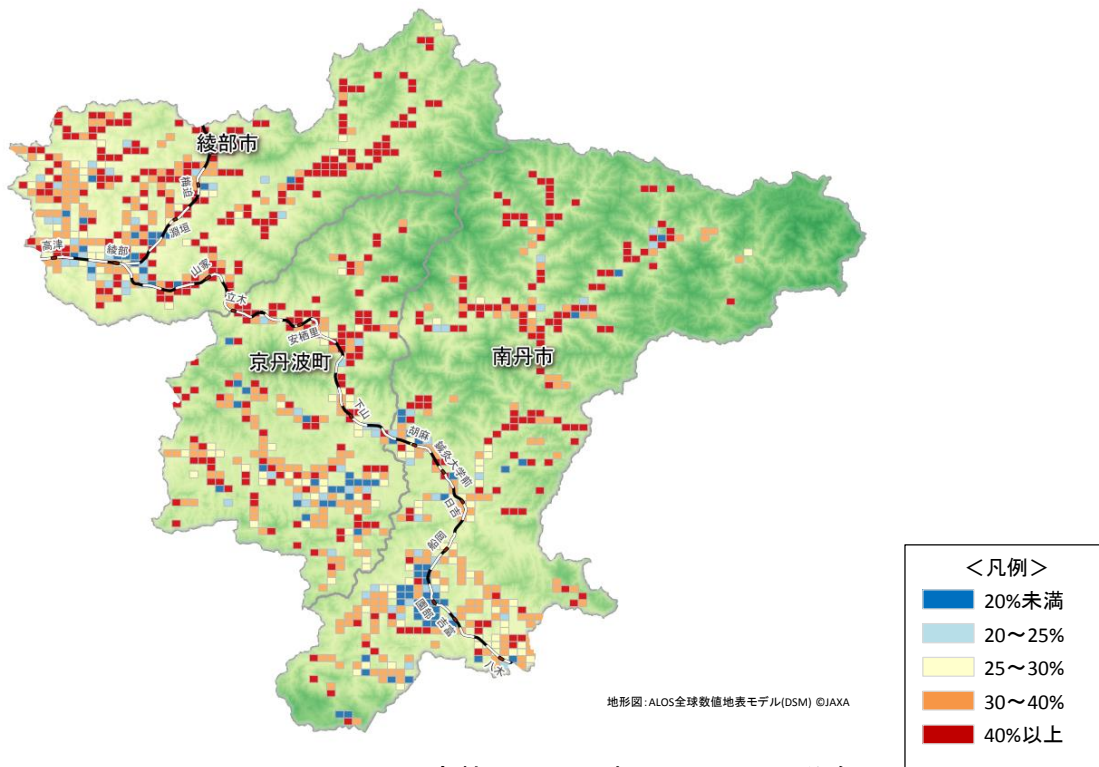 綾部市
梅迫
淵垣
高津
綾部
山家
立木
安栖里
京丹波町
南丹市
下山
胡麻
鍼灸大学前
日吉
船岡
園部
吉富
八木
地形図:ALOS全球数値地表モデル(DSM) ©JAXA
<凡例>
20%未満
20~25%
25~30%
30~40%
40%以上